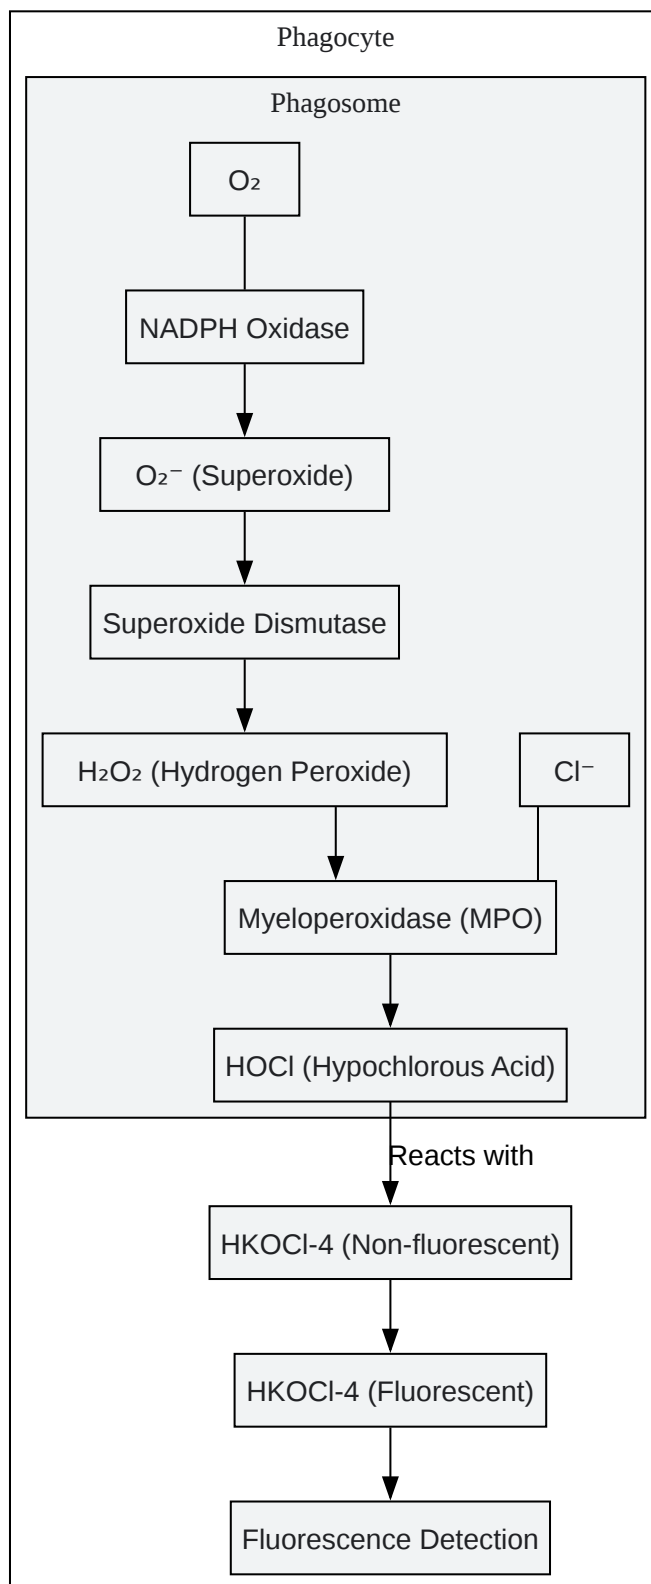 Phagocyte
Phagosome
O₂
NADPH Oxidase
O₂⁻ (Superoxide)
Superoxide Dismutase
H₂O₂ (Hydrogen Peroxide)
Cl⁻
Myeloperoxidase (MPO)
HOCl (Hypochlorous Acid)
Reacts with
HKOCl-4 (Non-fluorescent)
HKOCl-4 (Fluorescent)
Fluorescence Detection